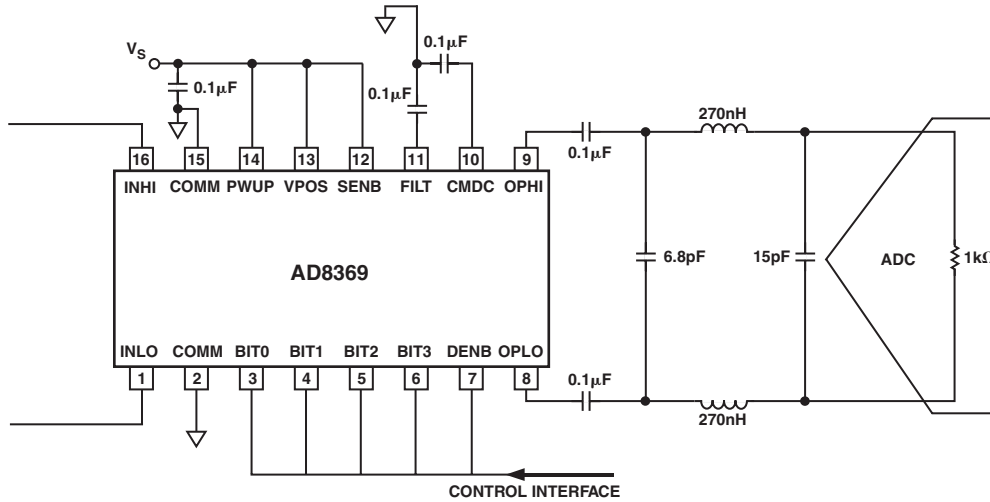 0.1µF
V<sub>S</sub>
0.1µF
0.1µF
270nH
0.1µF
16 15 14 13 12 11 10 9
INHI COMM PWUP VPOS SENB FILT CMDC OPHI
AD8369
6.8pF 15pF ADC 1kΩ
INLO COMM BIT0 BIT1 BIT2 BIT3 DENB OPLO
1 2 3 4 5 6 7 8
0.1µF
270nH
CONTROL INTERFACE